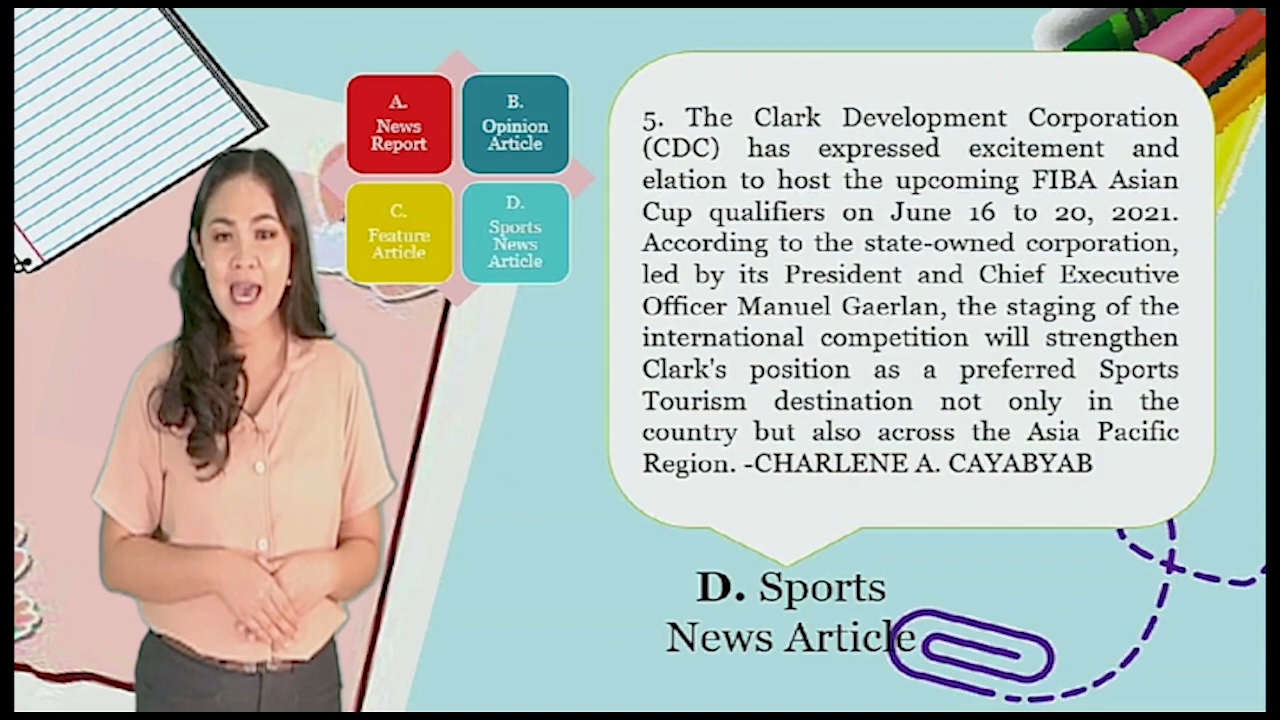 A.
News
Report
B.
Opinion
Article
C.
Feature
Article
D.
Sports
News
Article
5. The Clark Development Corporation
(CDC) has expressed excitement and
elation to host the upcoming FIBA Asian
Cup qualifiers on June 16 to 20, 2021.
According to the state-owned corporation,
led by its President and Chief Executive
Officer Manuel Gaerlan, the staging of the
international competition will strengthen
Clark's position as a preferred Sports
Tourism destination not only in the
country but also across the Asia Pacific
Region. -CHARLENE A. CAYABYAB
D. Sports
News Article